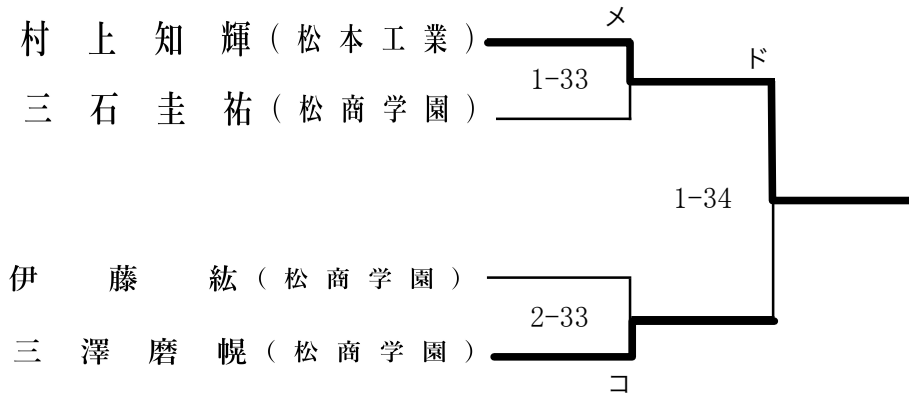 村上知輝(松本工業)
メ
ド
1-33
三石圭祐(松商学園)
1-34
伊藤紘(松商学園)
2-33
三澤磨幌(松商学園)
コ